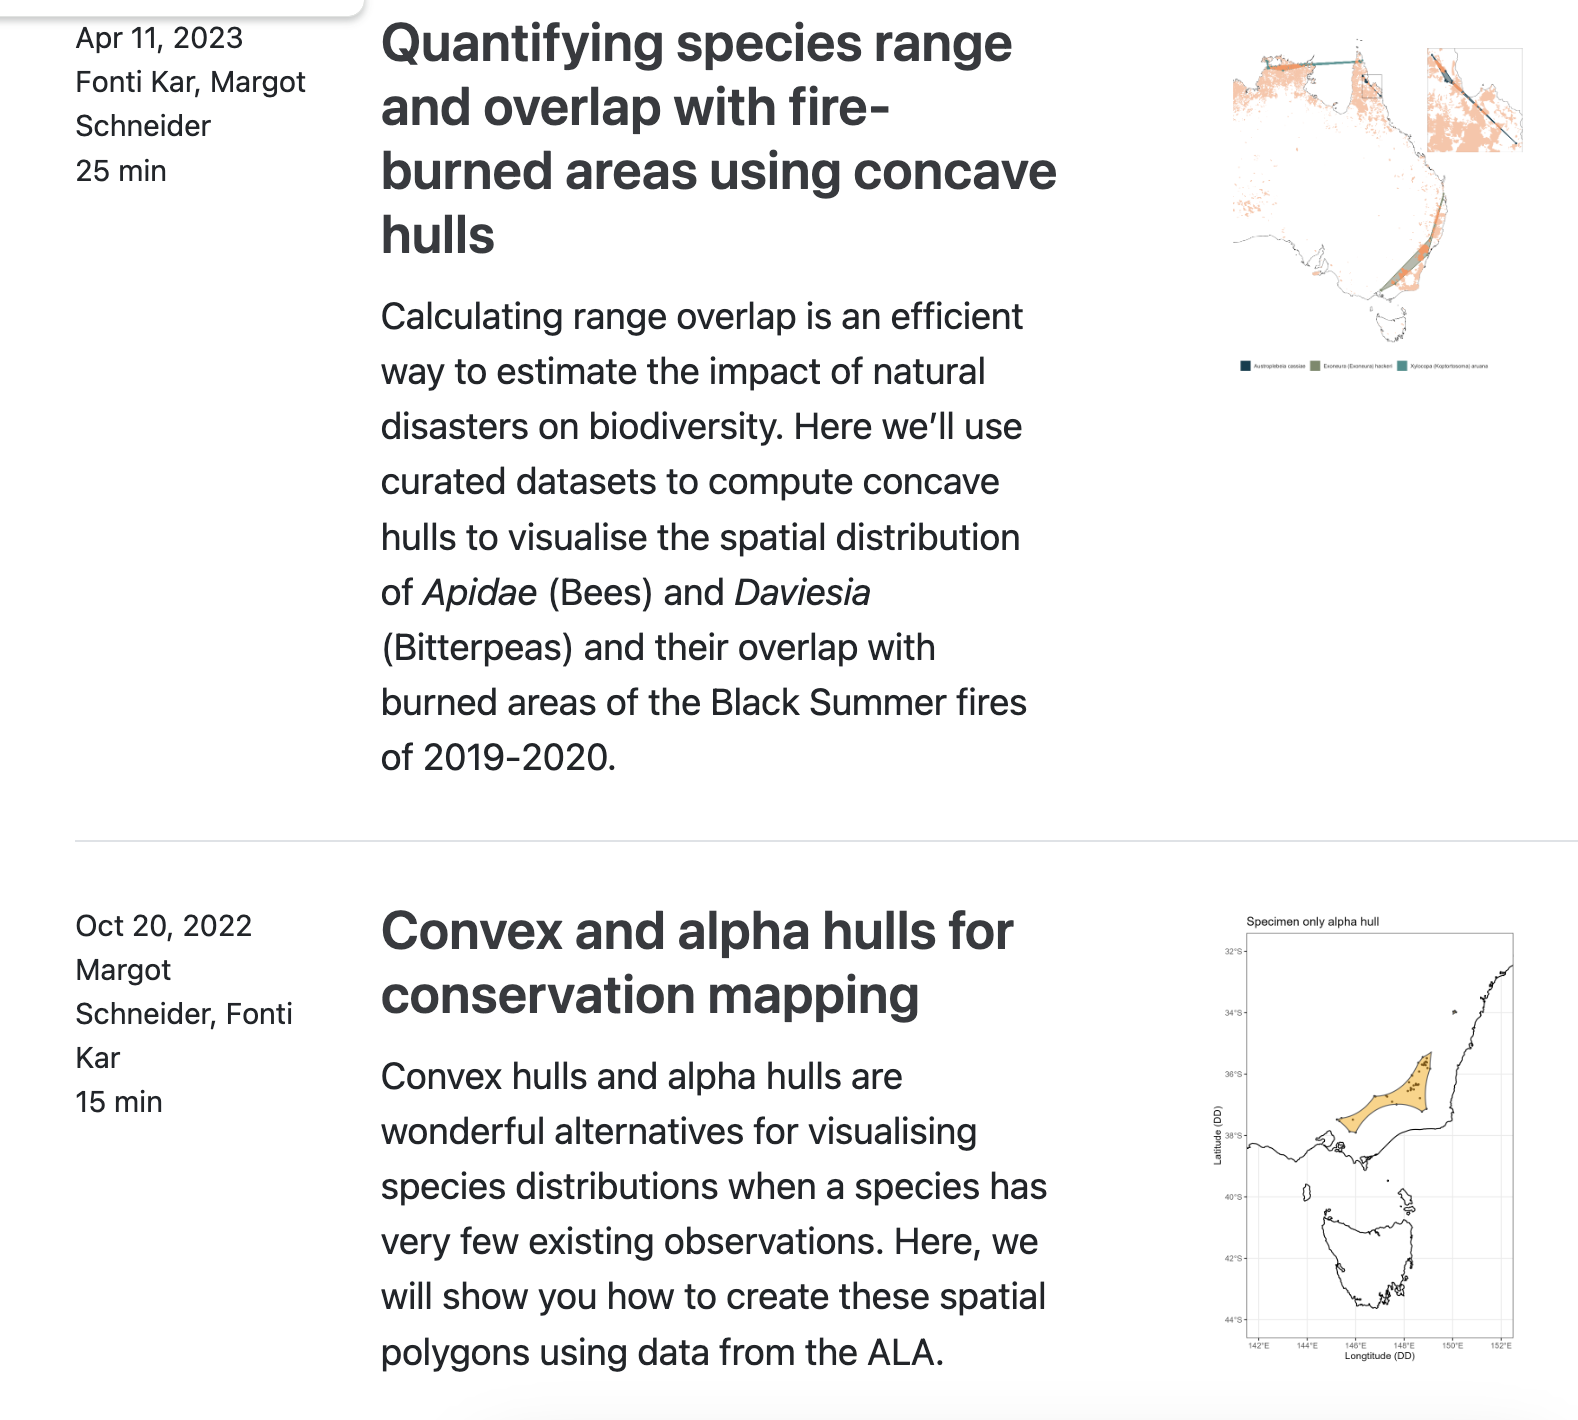 Apr 11, 2023
Fonti Kar, Margot
Schneider
25 min
Quantifying species range
and overlap with fire-
burned areas using concave
hulls
Calculating range overlap is an efficient
way to estimate the impact of natural
disasters on biodiversity. Here we’ll use
curated datasets to compute concave
hulls to visualise the spatial distribution
of Apidae (Bees) and Daviesia
(Bitterpeas) and their overlap with
burned areas of the Black Summer fires
of 2019-2020.
Austroplebeia cassiae Exoneura (Exoneura) hackeri Xylocopa (Koptortosoma) aruana
Oct 20, 2022
Margot
Schneider, Fonti
Kar
15 min
Convex and alpha hulls for
conservation mapping
Convex hulls and alpha hulls are
wonderful alternatives for visualising
species distributions when a species has
very few existing observations. Here, we
will show you how to create these spatial
polygons using data from the ALA.
Specimen only alpha hull
32°S
34°S
36°S
38°S
40°S
42°S
44°S
Latitude (DD)
142°E 144°E 146°E 148°E 150°E 152°E
Longtitude (DD)